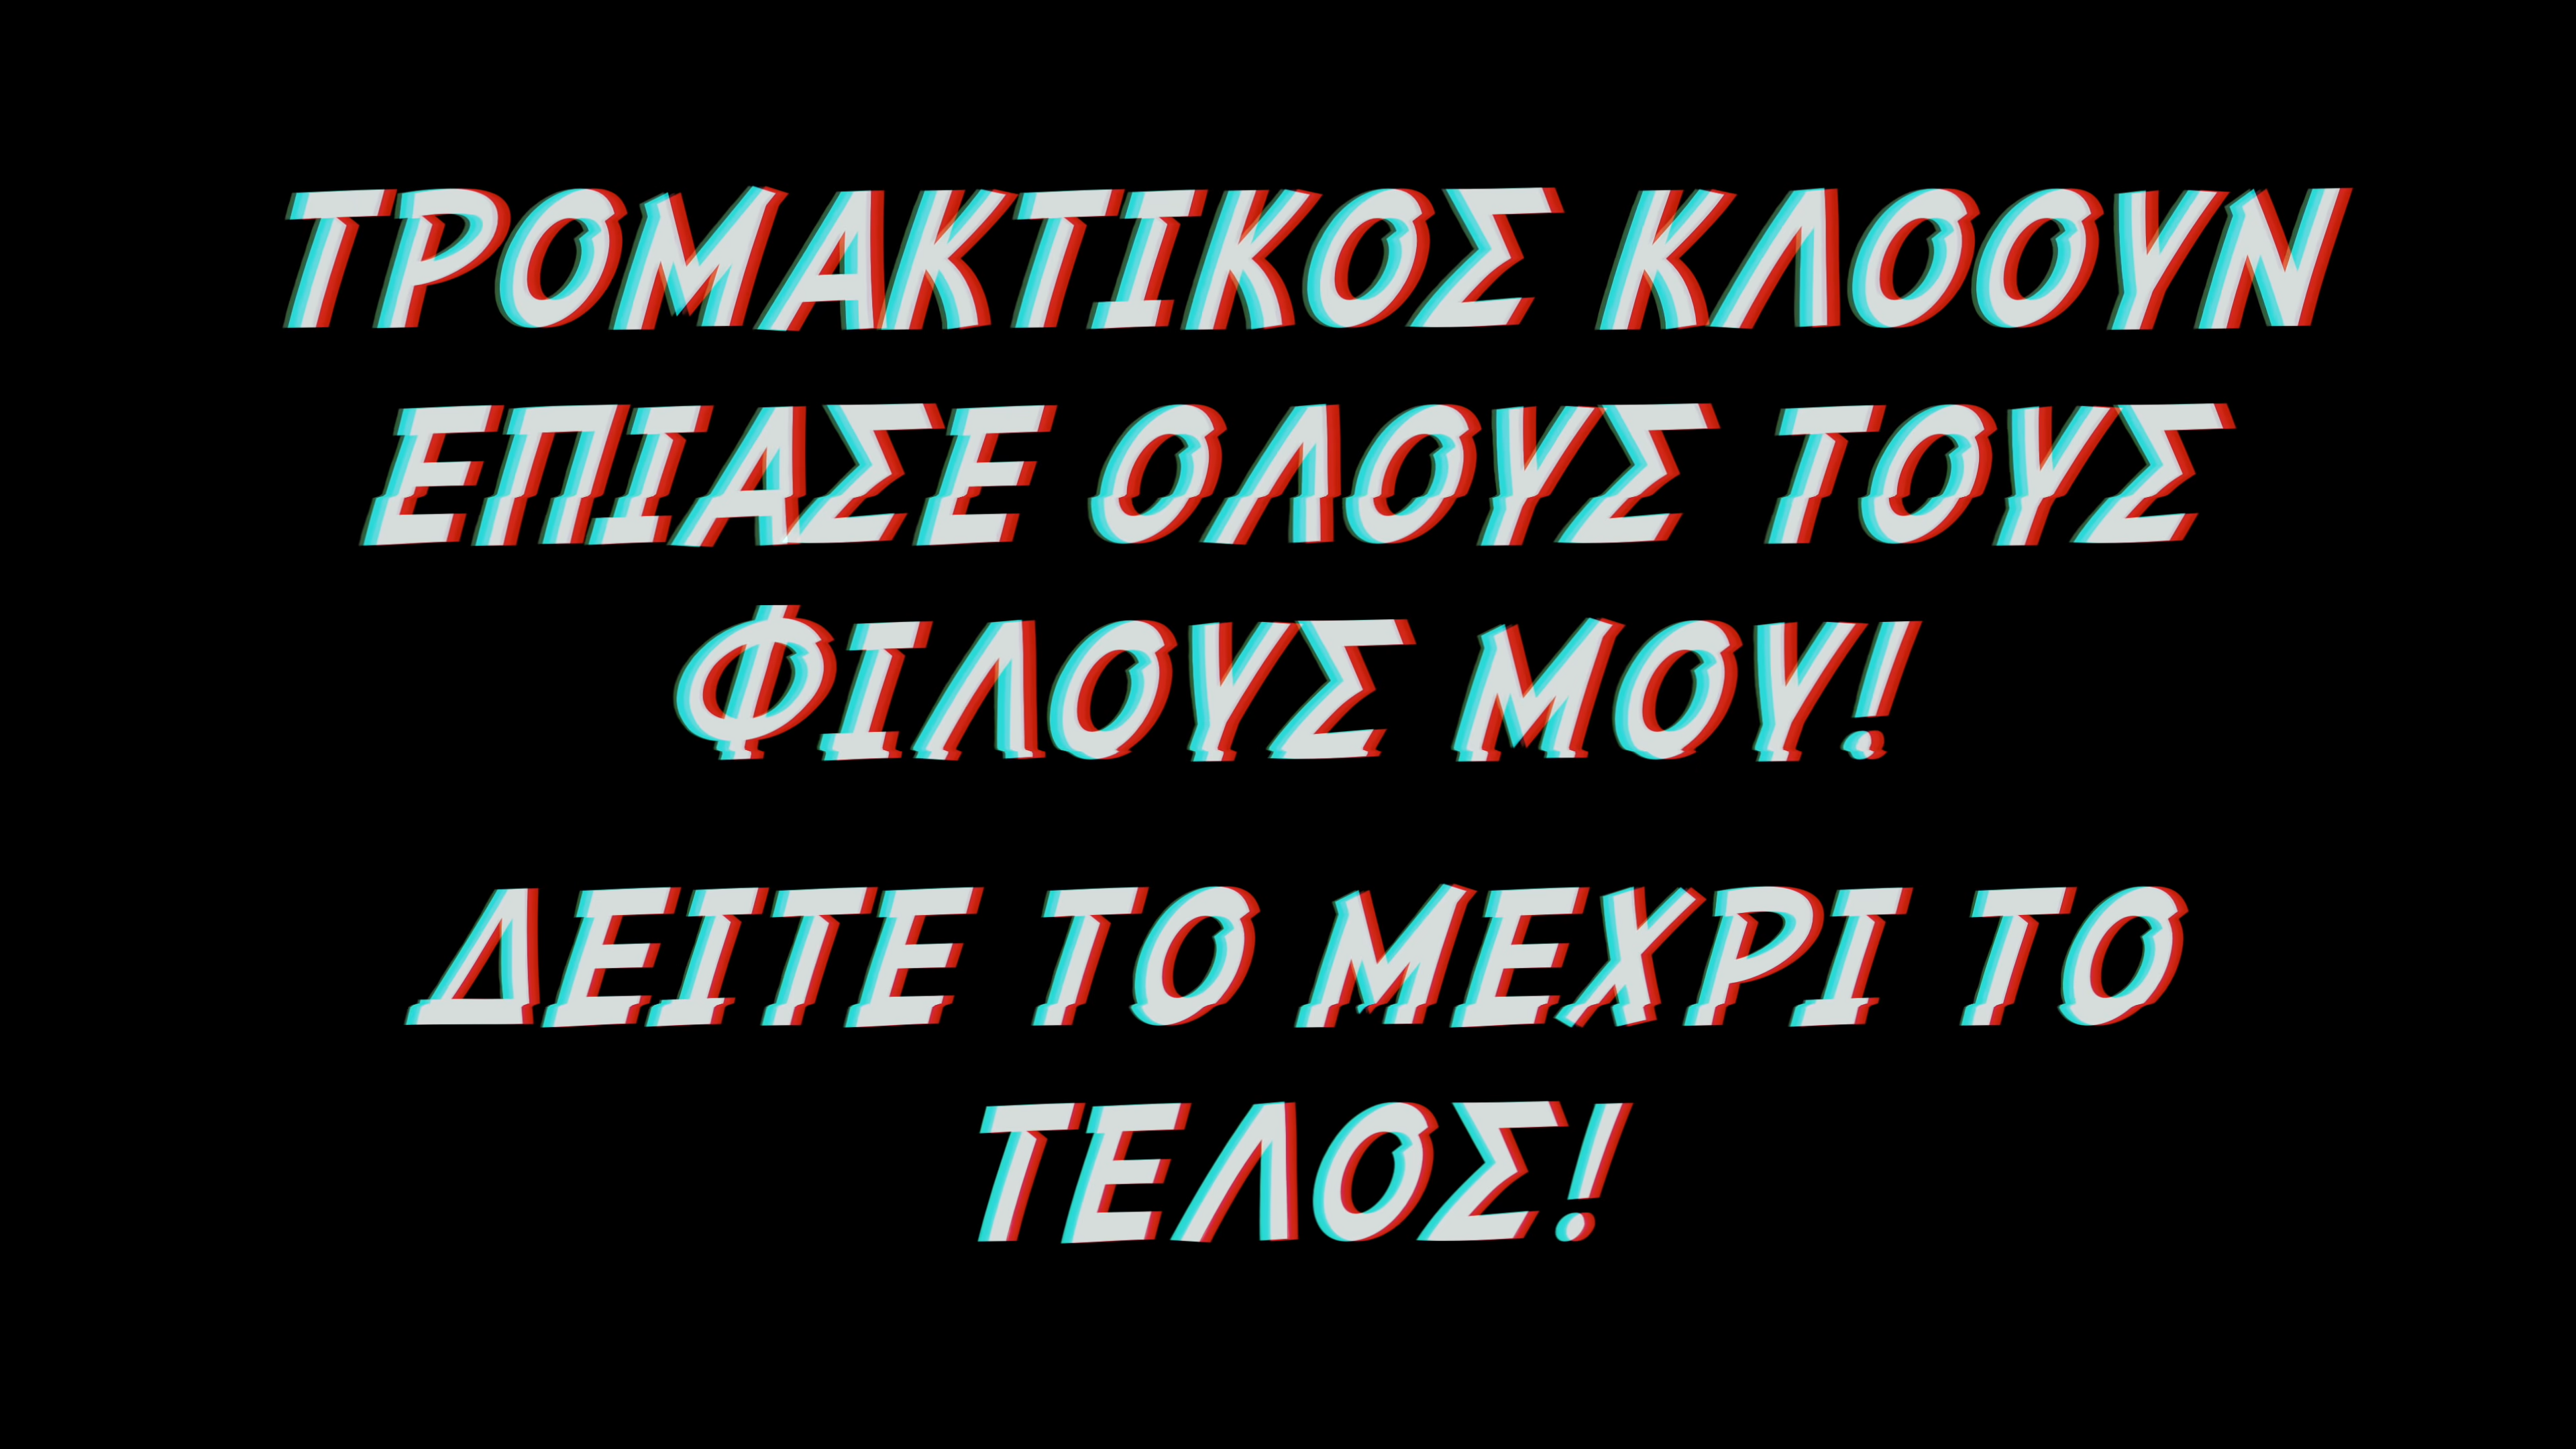 ΤΡΟΜΑΚΤΙΚΟΣ ΚΛΟΟΥΝ
ΕΠΙΑΣΕ ΟΛΟΥΣ ΤΟΥΣ
ΦΙΛΟΥΣ ΜΟΥ!
ΔΕΙΤΕ ΤΟ ΜΕΧΡΙ ΤΟ
ΤΕΛΟΣ!